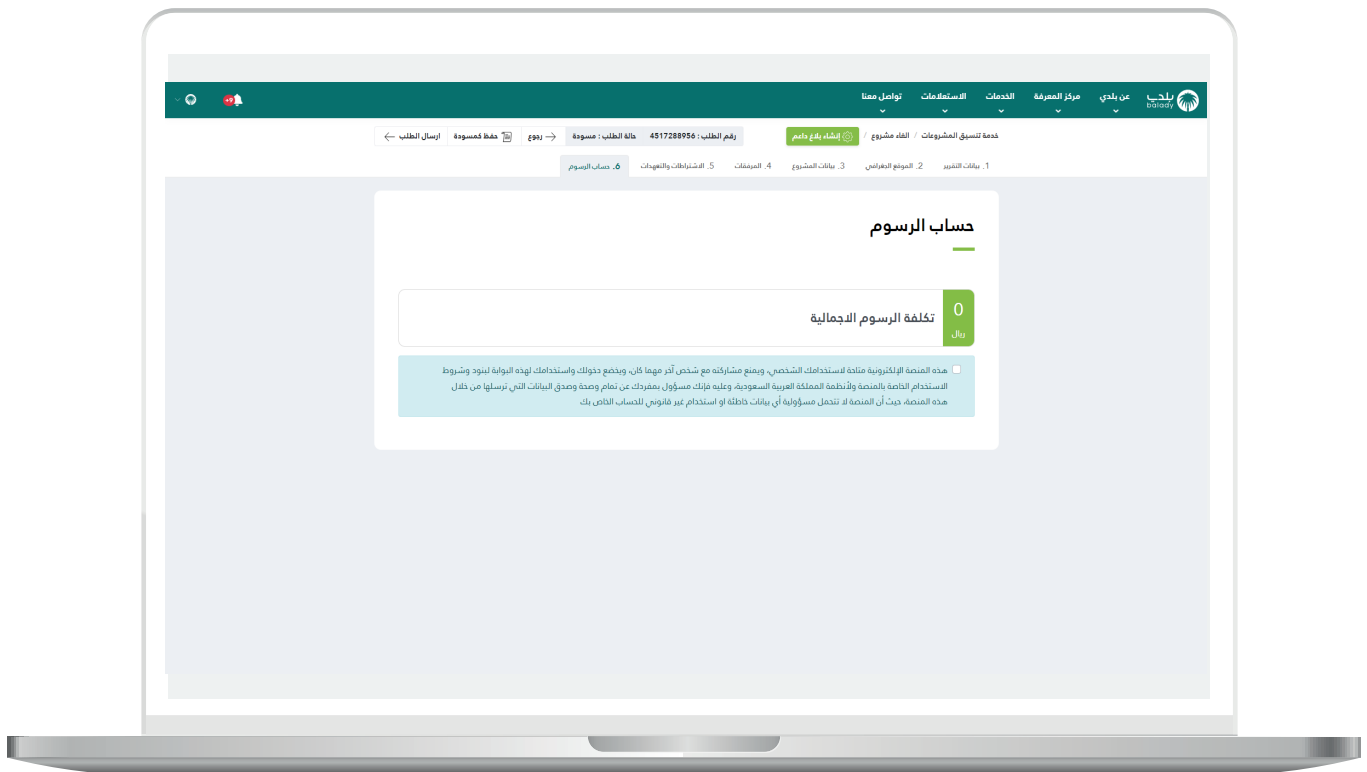 بلدي
balady
عن بلدي
مركز المعرفة
الخدمات
الاستعلامات
تواصل معنا
+9
خدمة تنسيق المشروعات / الغاء مشروع /
إنشاء بلاغ داعم
رقم الطلب : 4517288956
حالة الطلب : مسودة
رجوع
حفظ كمسودة
ارسال الطلب
1. بيانات التقرير
2. الموقع الجغرافي
3. بيانات المشروع
4. المرفقات
5. الاشتراطات والتعهدات
6. حساب الرسوم
حساب الرسوم
0
ريال
تكلفة الرسوم الاجمالية
هذه المنصة الإلكترونية متاحة لاستخدامك الشخصي، ويمنع مشاركته مع شخص آخر مهما كان، ويخضع دخولك واستخدامك لهذه البوابة لبنود وشروط
الاستخدام الخاصة بالمنصة ولأنظمة المملكة العربية السعودية، وعليه فإنك مسؤول بمفردك عن تمام وصحة وصدق البيانات التي ترسلها من خلال
هذه المنصة، حيث أن المنصة لا تتحمل مسؤولية أي بيانات خاطئة او استخدام غير قانوني للحساب الخاص بك